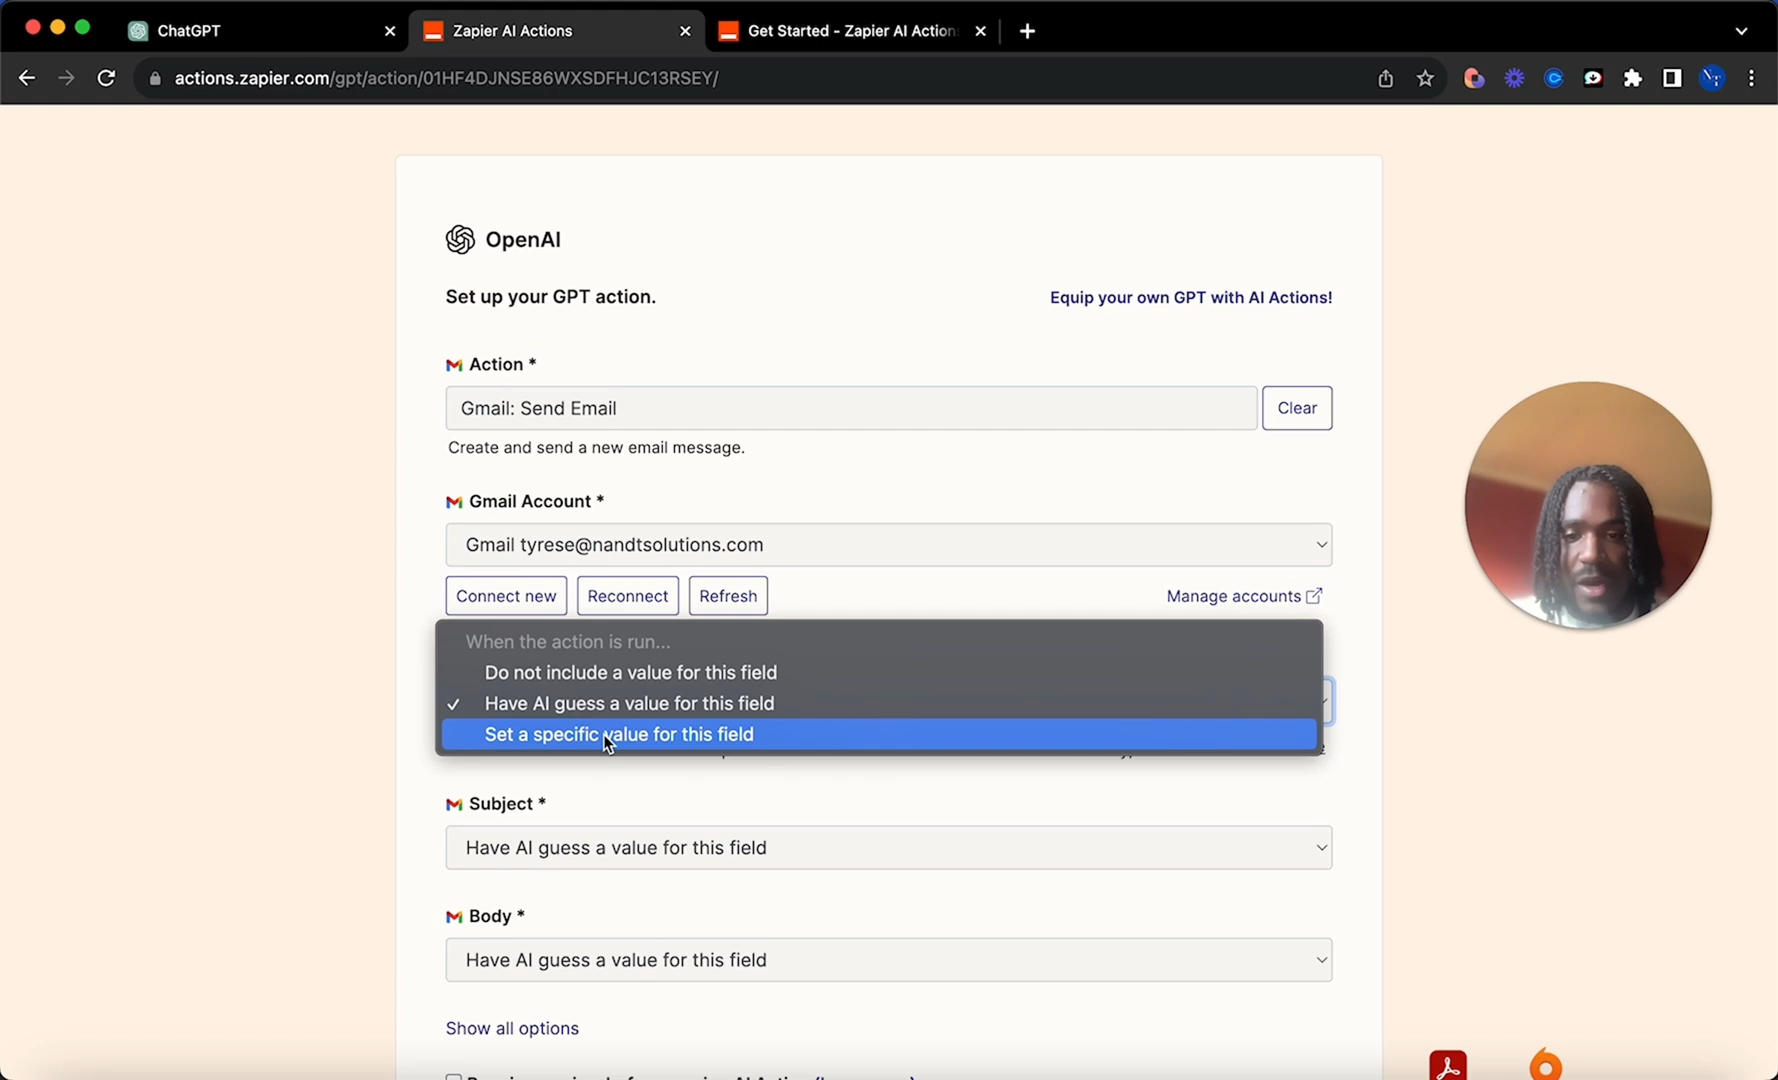 ChatGPT
Zapier AI Actions
Get Started - Zapier AI Action
actions.zapier.com/gpt/action/01HF4DJNSE86WXSDFHJC13RSEY/
OpenAI
Set up your GPT action.
Equip your own GPT with AI Actions!
Action *
Gmail: Send Email
Clear
Create and send a new email message.
Gmail Account *
Gmail tyrese@nandtsolutions.com
Connect new
Reconnect
Refresh
Manage accounts
When the action is run...
Do not include a value for this field
✓ Have AI guess a value for this field
Set a specific value for this field
Subject *
Have AI guess a value for this field
Body *
Have AI guess a value for this field
Show all options